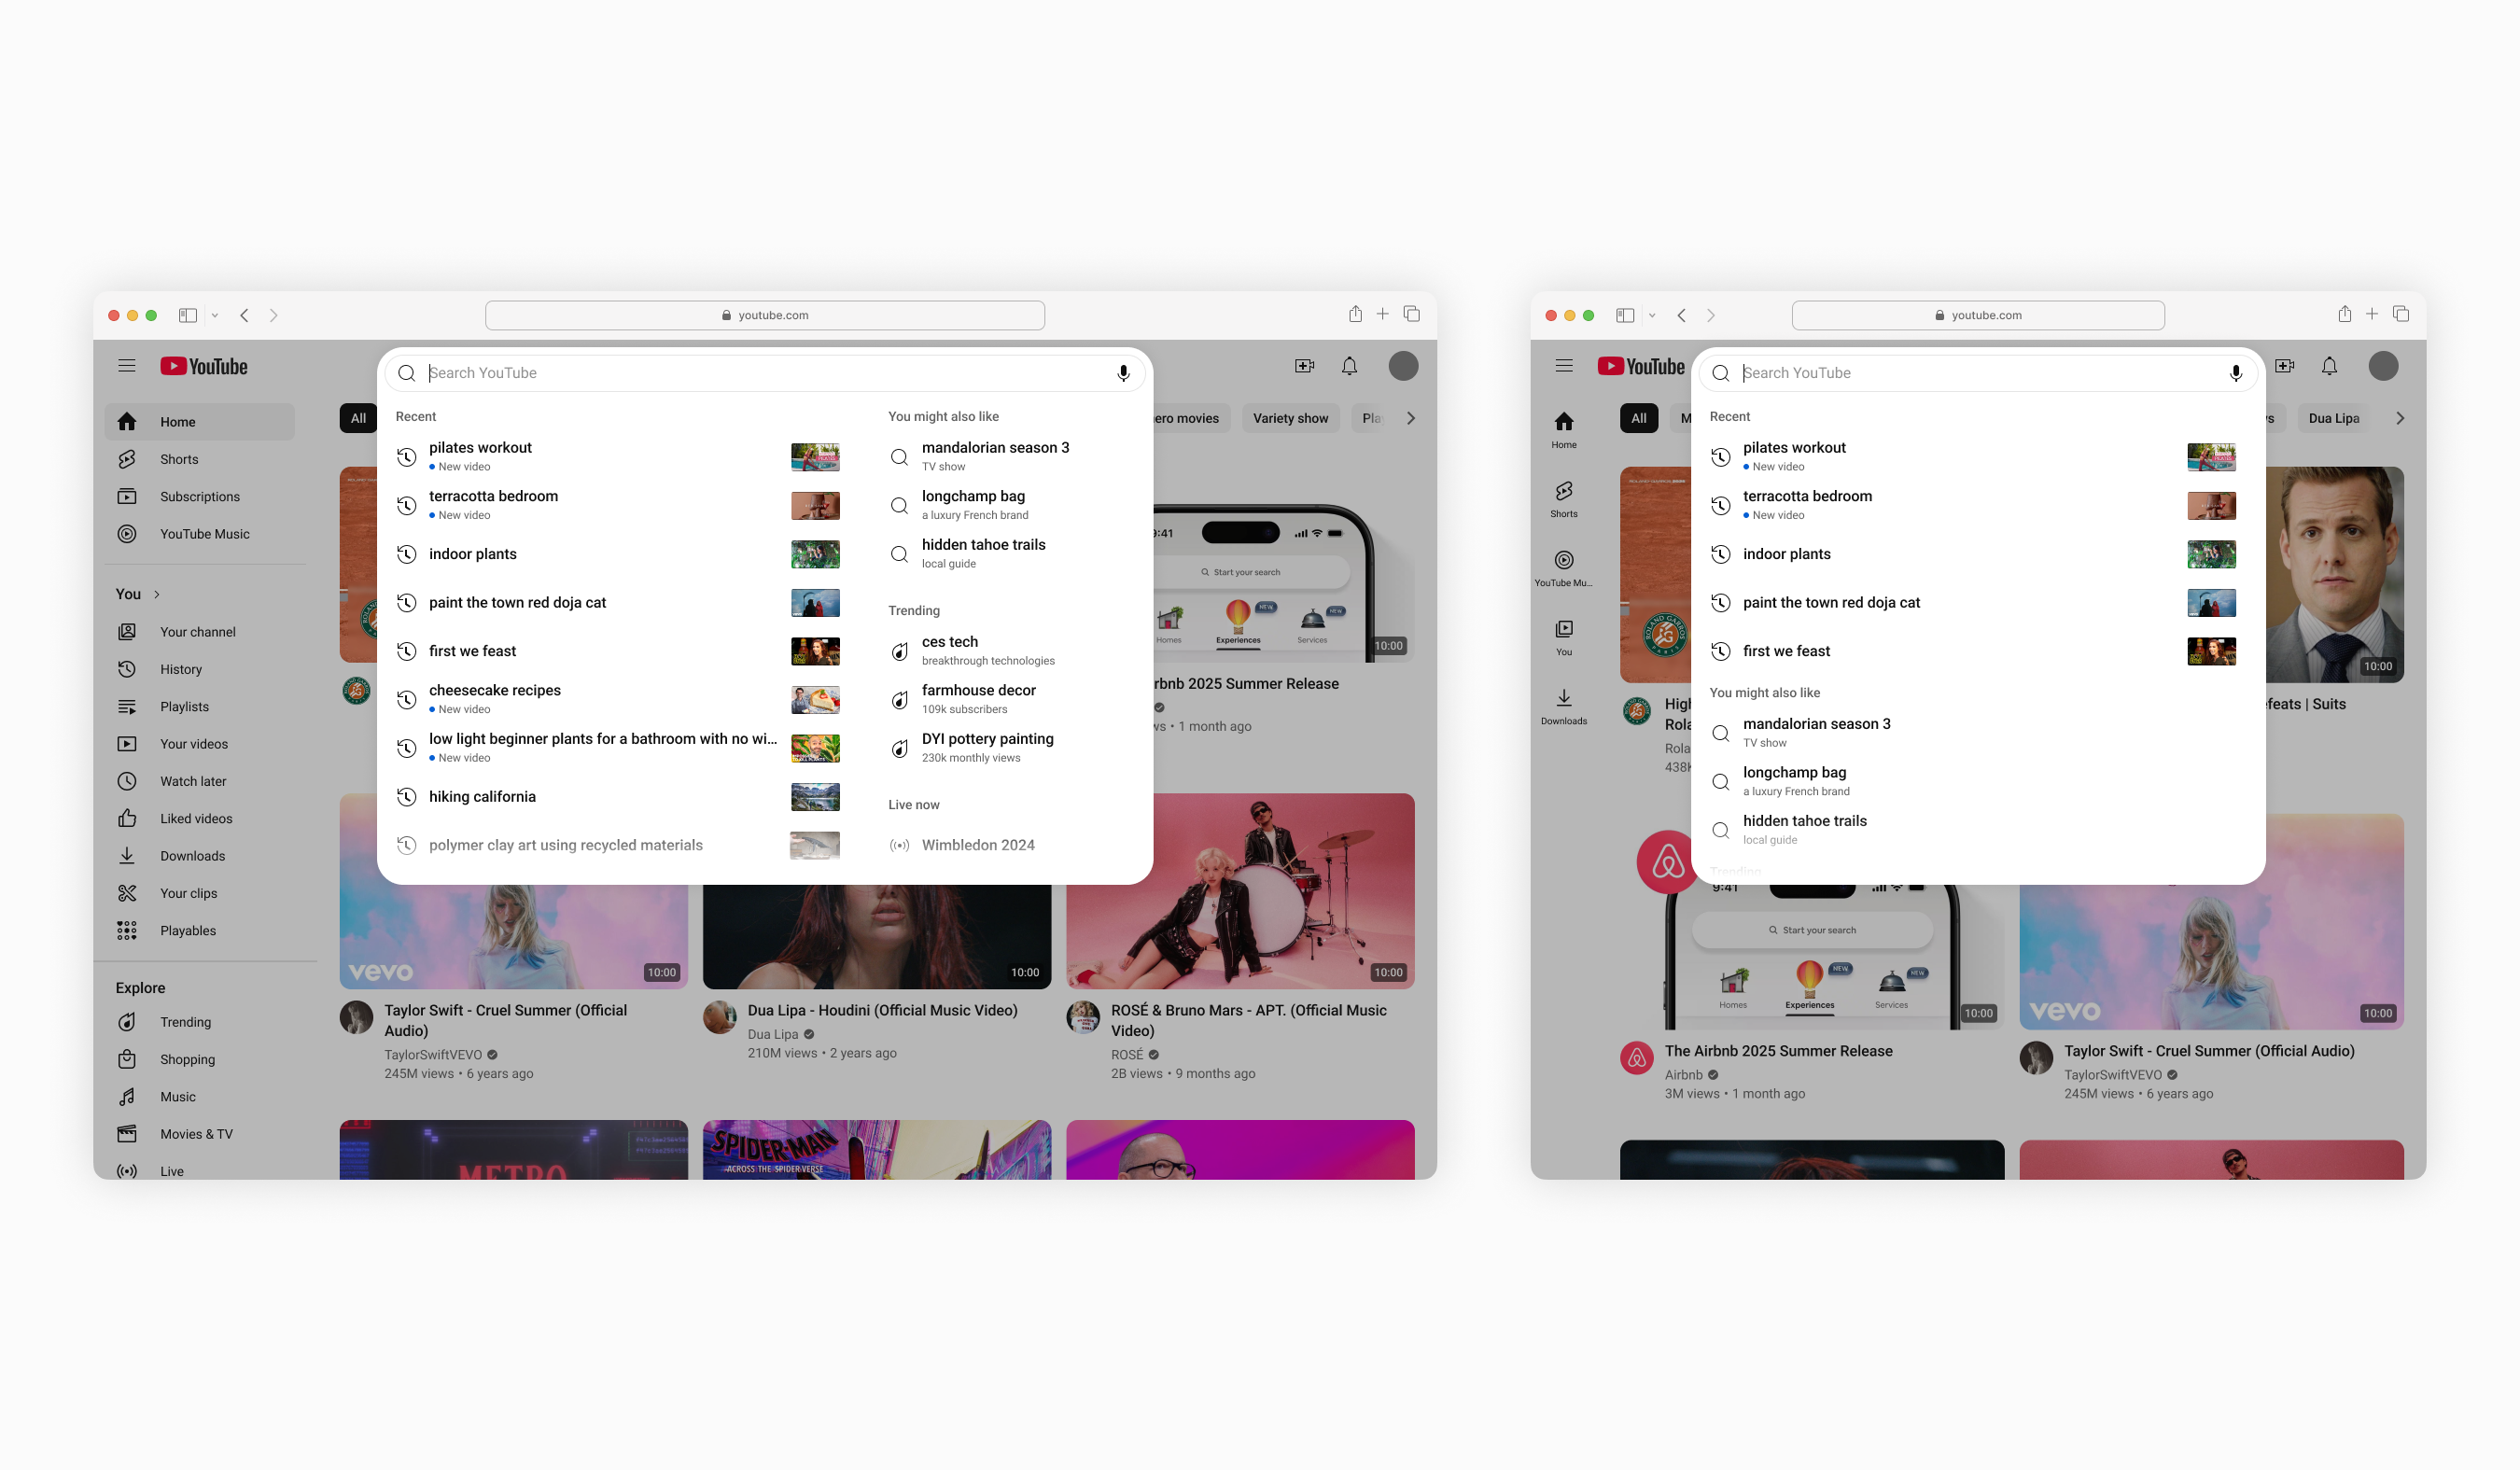 youtube.com
YouTube
Search YouTube
Home
Shorts
Subscriptions
YouTube Music
You
Your channel
History
Playlists
Your videos
Watch later
Liked videos
Downloads
Your clips
Playables
Explore
Trending
Shopping
Music
Movies & TV
Live
All
ero movies
Variety show
Recent
pilates workout
New video
terracotta bedroom
New video
indoor plants
paint the town red doja cat
first we feast
cheesecake recipes
New video
low light beginner plants for a bathroom with no wi...
New video
hiking california
polymer clay art using recycled materials
You might also like
mandalorian season 3
TV show
longchamp bag
a luxury French brand
hidden tahoe trails
local guide
Trending
ces tech
breakthrough technologies
farmhouse decor
109k subscribers
DYI pottery painting
230k monthly views
Live now
Wimbledon 2024
9:41
Start your search
NEW
NEW
Homes
Experiences
Services
10:00
rbnb 2025 Summer Release
ws • 1 month ago
vevo
10:00
10:00
10:00
Taylor Swift - Cruel Summer (Official
Audio)
TaylorSwiftVEVO
245M views • 6 years ago
Dua Lipa - Houdini (Official Music Video)
Dua Lipa
210M views • 2 years ago
ROSÉ & Bruno Mars - APT. (Official Music
Video)
ROSÉ
2B views • 9 months ago
METRO
SPIDER-MAN
ACROSS THE SPIDER-VERSE
youtube.com
YouTube
Search YouTube
Home
Shorts
YouTube Mu...
You
Downloads
All
M
Dua Lipa
Recent
pilates workout
New video
terracotta bedroom
New video
indoor plants
paint the town red doja cat
first we feast
You might also like
mandalorian season 3
TV show
longchamp bag
a luxury French brand
hidden tahoe trails
local guide
Trending
ROLAND GARROS
PARIS
10:00
High
Rola
Rola
438K
feats | Suits
9:41
Start your search
NEW
NEW
Homes
Experiences
Services
10:00
vevo
10:00
The Airbnb 2025 Summer Release
Airbnb
3M views • 1 month ago
Taylor Swift - Cruel Summer (Official Audio)
TaylorSwiftVEVO
245M views • 6 years ago